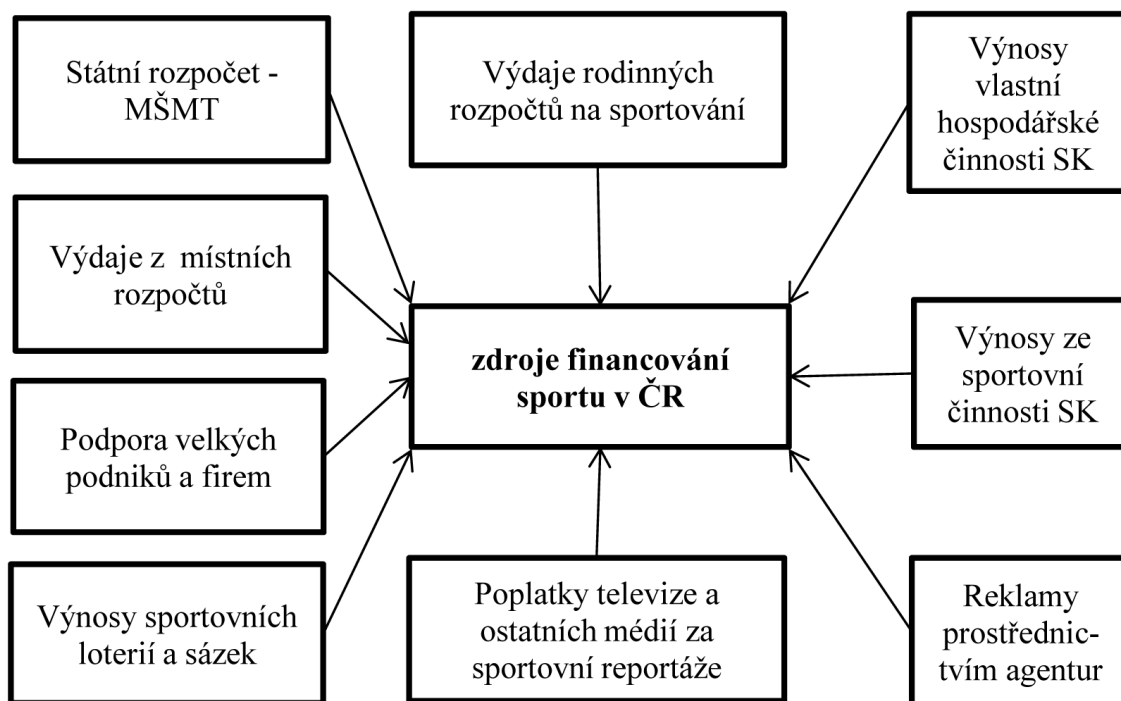 Státní rozpočet -
MŠMT
Výdaje rodinných
rozpočtů na sportování
Výnosy
vlastní
hospodářské
činnosti SK
Výdaje z  místních
rozpočtů
zdroje financování
sportu v ČR
Výnosy ze
sportovní
činnosti SK
Podpora velkých
podniků a firem
Výnosy sportovních
loterií a sázek
Poplatky televize a
ostatních médií za
sportovní reportáže
Reklamy
prostřednic-
tvím agentur